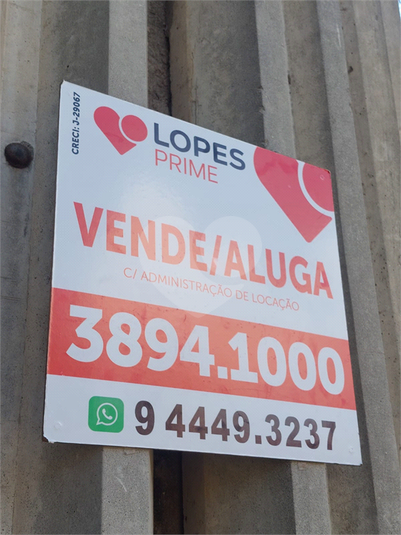 CRECI: J-29067
LOPES
PRIME
VENDE/ALUGA
C/ ADMINISTRAÇÃO DE LOCAÇÃO
3894.1000
9 4449.3237